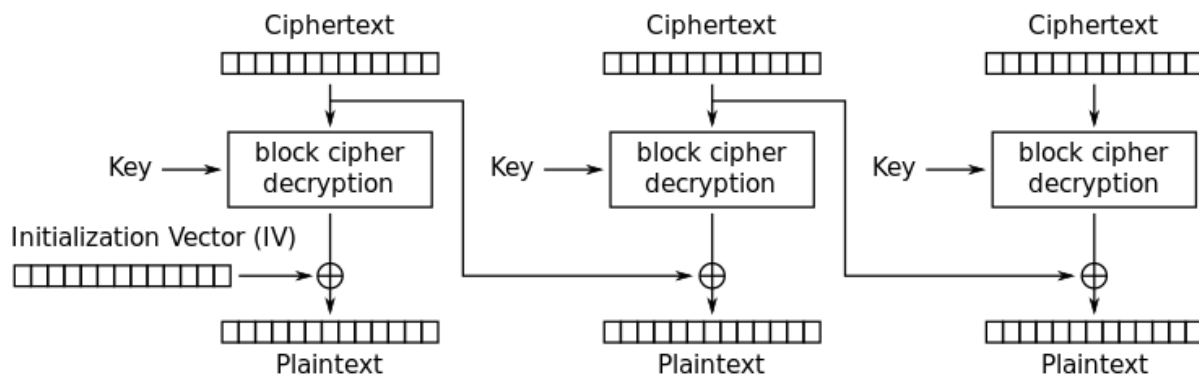 Ciphertext Ciphertext Ciphertext
Key block cipher decryption Key block cipher decryption Key block cipher decryption
Initialization Vector (IV)
Plaintext Plaintext Plaintext